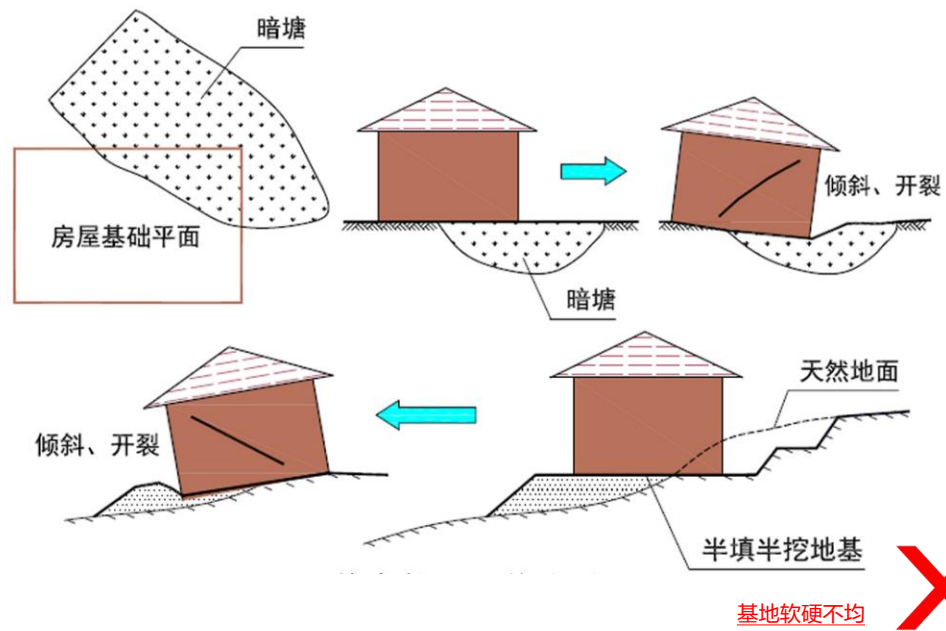 暗塘
房屋基础平面
倾斜、开裂
暗塘
天然地面
倾斜、开裂
半填半挖地基
基地软硬不均